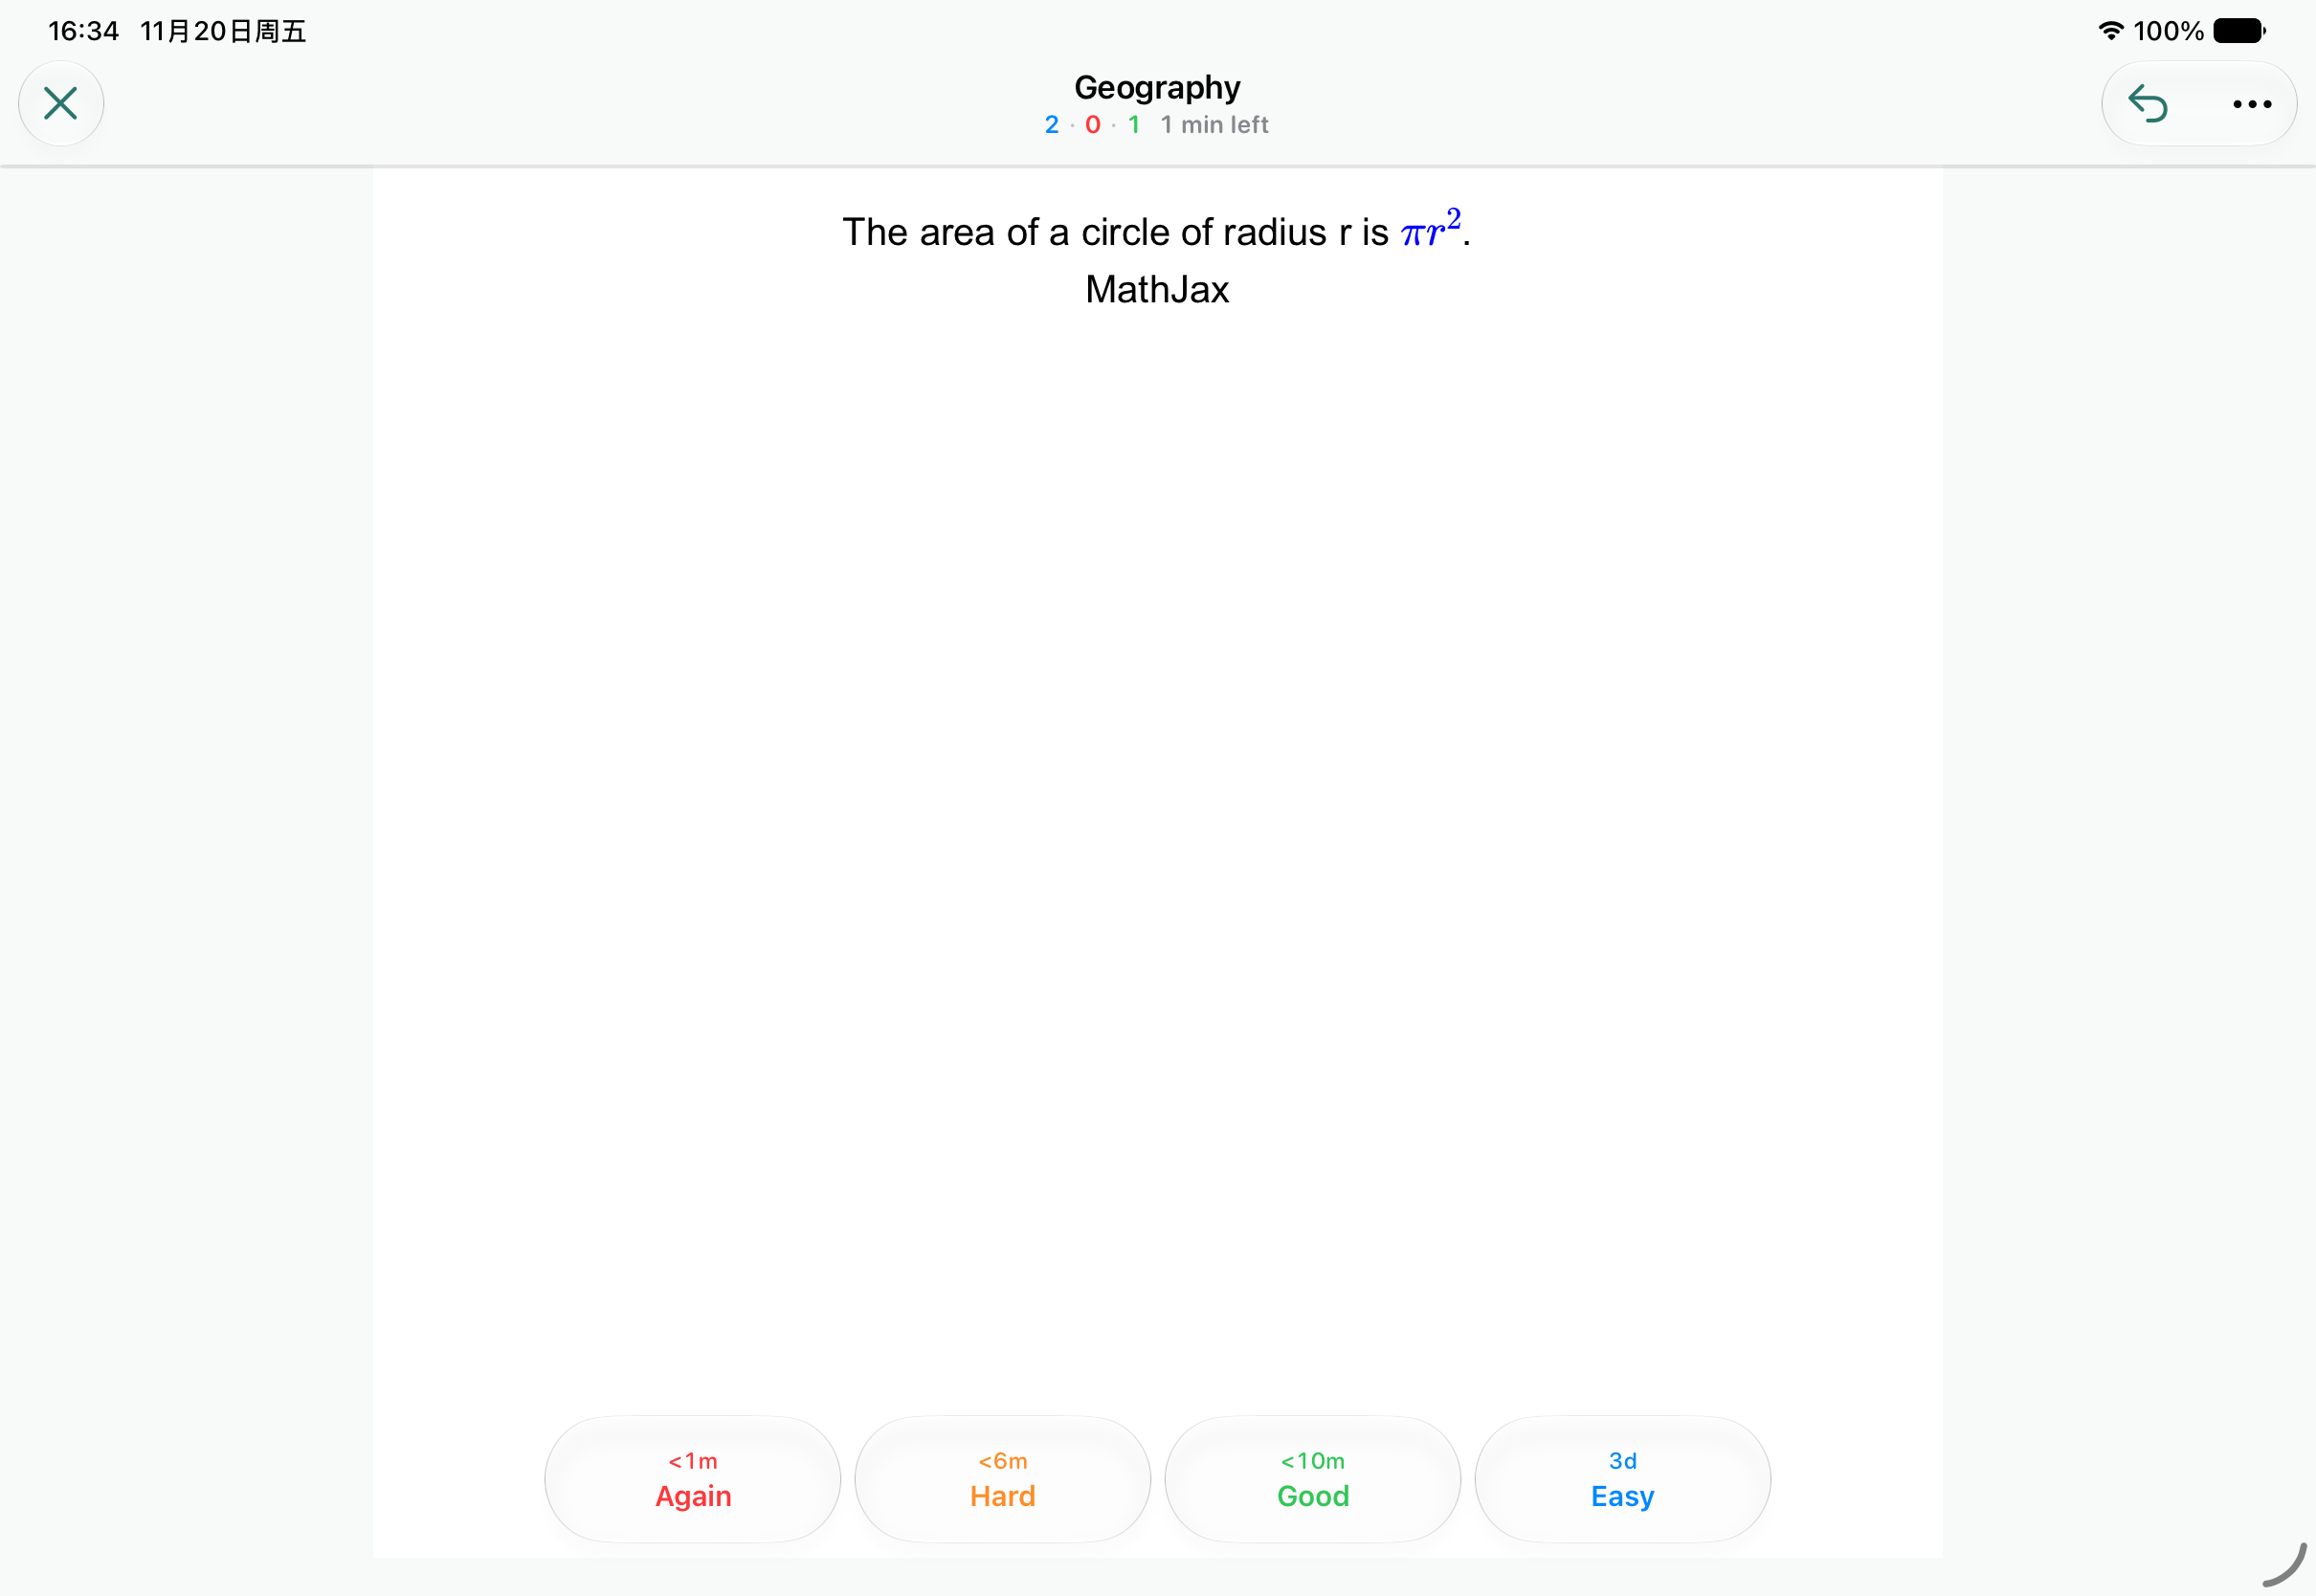 16:34 11月20日周五
100%
Geography
2 · 0 · 1 1 min left
The area of a circle of radius r is πr².
MathJax
<1m
Again
<6m
Hard
<10m
Good
3d
Easy